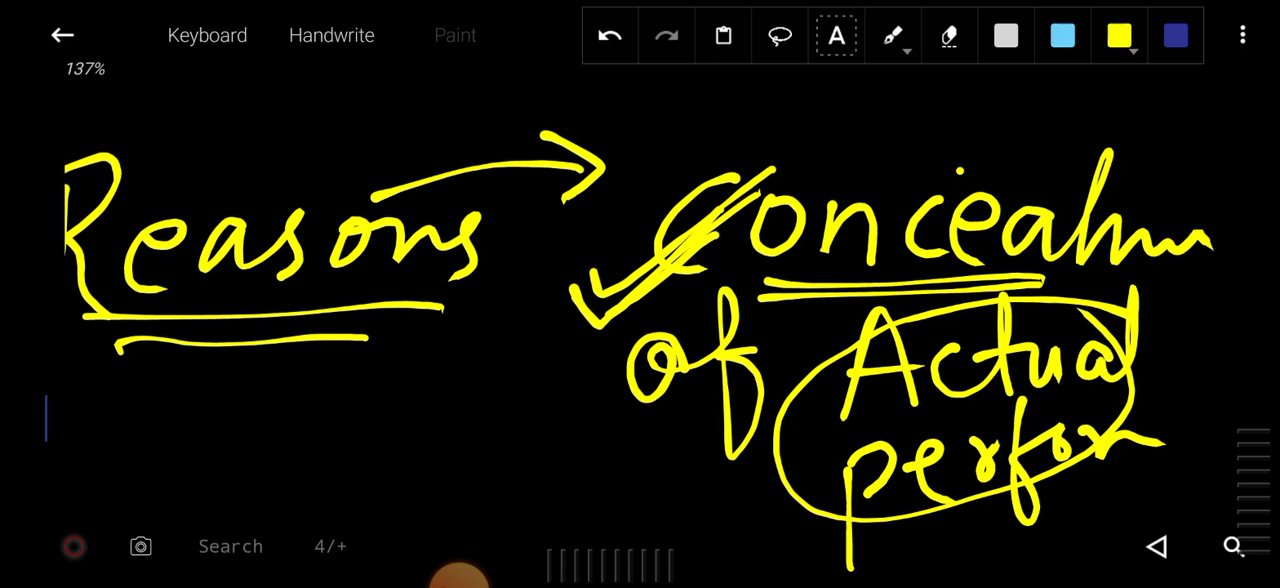 Keyboard Handwrite Paint A
137%
Reasons → Concealm
of Actual
perfor
Search 4/+